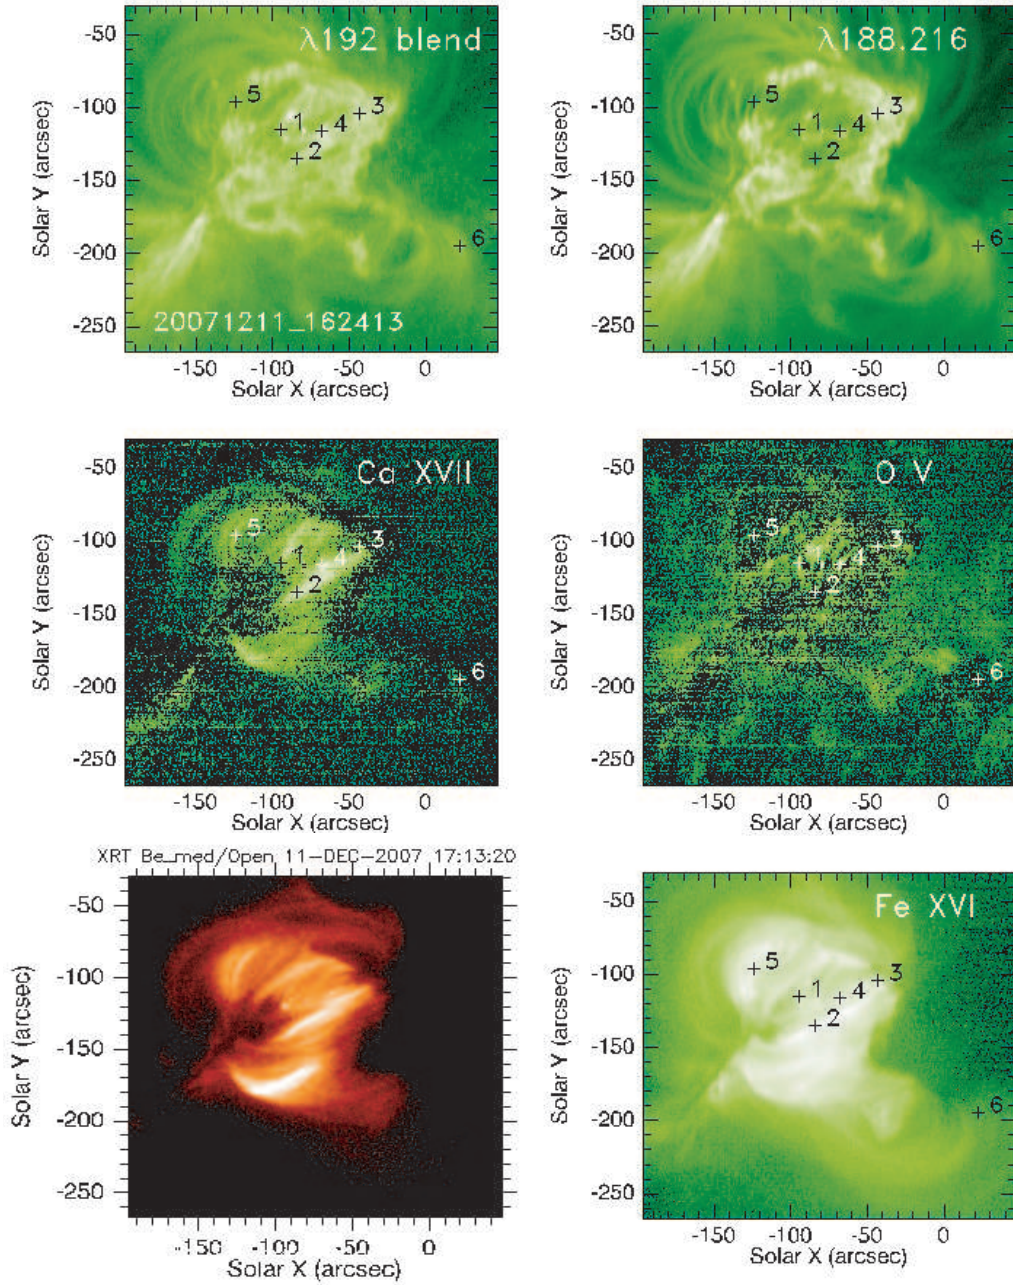 λ192 blend
5
1
4
3
2
6
20071211_162413
-50
-100
-150
-200
-250
-150 -100 -50 0
Solar X (arcsec)
Solar Y (arcsec)
λ188.216
5
1
4
3
2
6
-50
-100
-150
-200
-250
-150 -100 -50 0
Solar X (arcsec)
Solar Y (arcsec)
Ca XVII
5
1
4
3
2
6
-50
-100
-150
-200
-250
-150 -100 -50 0
Solar X (arcsec)
Solar Y (arcsec)
O V
5
1
4
3
2
6
-50
-100
-150
-200
-250
-150 -100 -50 0
Solar X (arcsec)
Solar Y (arcsec)
XRT Be_med/Open 11-DEC-2007 17:13:20
-50
-100
-150
-200
-250
-150 -100 -50 0
Solar X (arcsec)
Solar Y (arcsec)
Fe XVI
5
1
4
3
2
6
-50
-100
-150
-200
-250
-150 -100 -50 0
Solar X (arcsec)
Solar Y (arcsec)